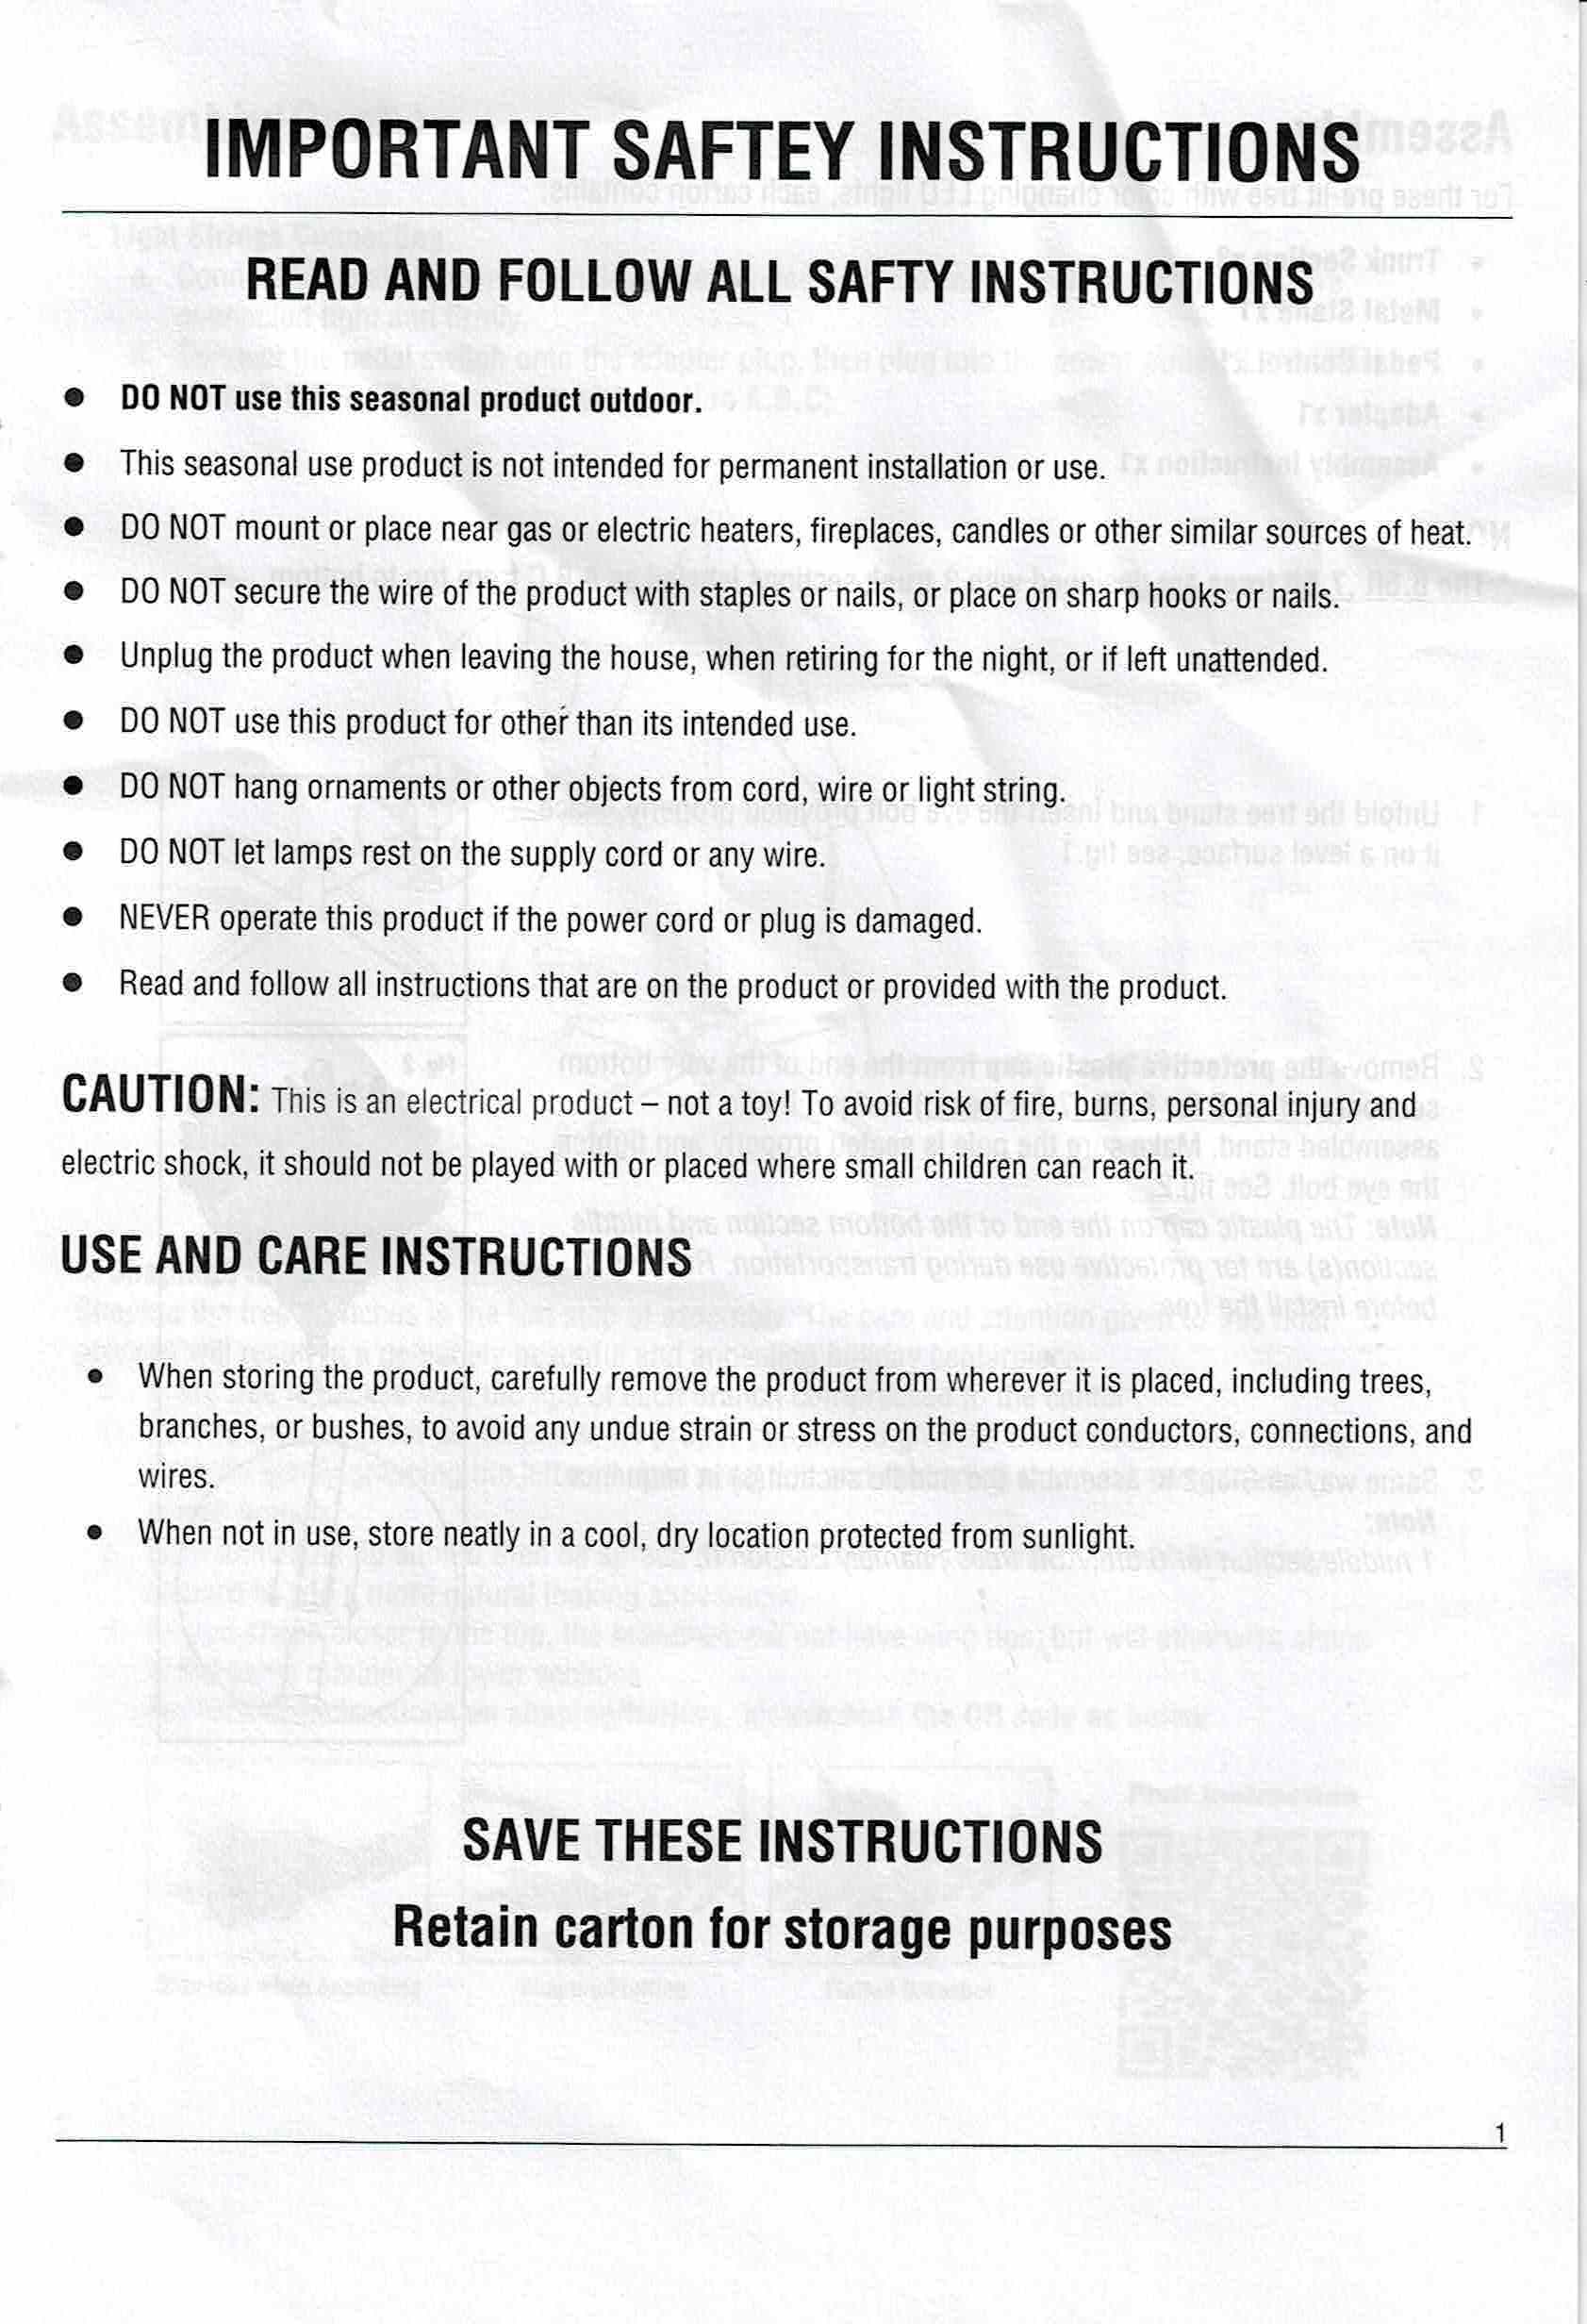 IMPORTANT SAFTEY INSTRUCTIONS
READ AND FOLLOW ALL SAFTY INSTRUCTIONS
● DO NOT use this seasonal product outdoor.
● This seasonal use product is not intended for permanent installation or use.
● DO NOT mount or place near gas or electric heaters, fireplaces, candles or other similar sources of heat.
● DO NOT secure the wire of the product with staples or nails, or place on sharp hooks or nails.
● Unplug the product when leaving the house, when retiring for the night, or if left unattended.
● DO NOT use this product for other than its intended use.
● DO NOT hang ornaments or other objects from cord, wire or light string.
● DO NOT let lamps rest on the supply cord or any wire.
● NEVER operate this product if the power cord or plug is damaged.
● Read and follow all instructions that are on the product or provided with the product.
CAUTION: This is an electrical product – not a toy! To avoid risk of fire, burns, personal injury and
electric shock, it should not be played with or placed where small children can reach it.
USE AND CARE INSTRUCTIONS
● When storing the product, carefully remove the product from wherever it is placed, including trees,
branches, or bushes, to avoid any undue strain or stress on the product conductors, connections, and
wires.
● When not in use, store neatly in a cool, dry location protected from sunlight.
SAVE THESE INSTRUCTIONS
Retain carton for storage purposes
1